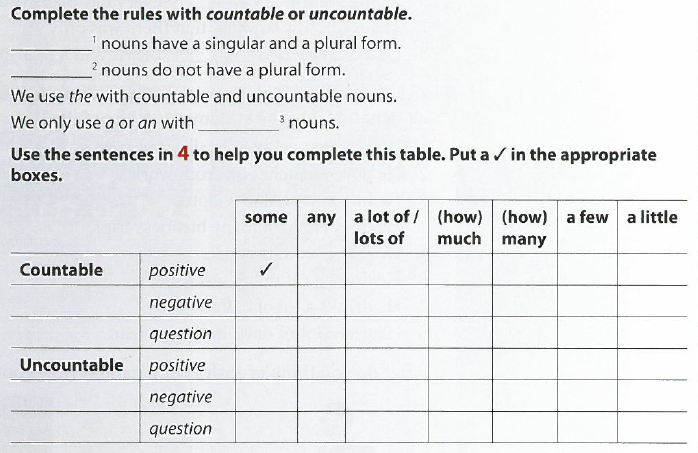 Complete the rules with countable or uncountable.
__________ ¹ nouns have a singular and a plural form.
__________ ² nouns do not have a plural form.
We use the with countable and uncountable nouns.
We only use a or an with __________ ³ nouns.
Use the sentences in 4 to help you complete this table. Put a ✓ in the appropriate
boxes.
some any a lot of / lots of (how) much (how) many a few a little
Countable positive ✓
negative
question
Uncountable positive
negative
question